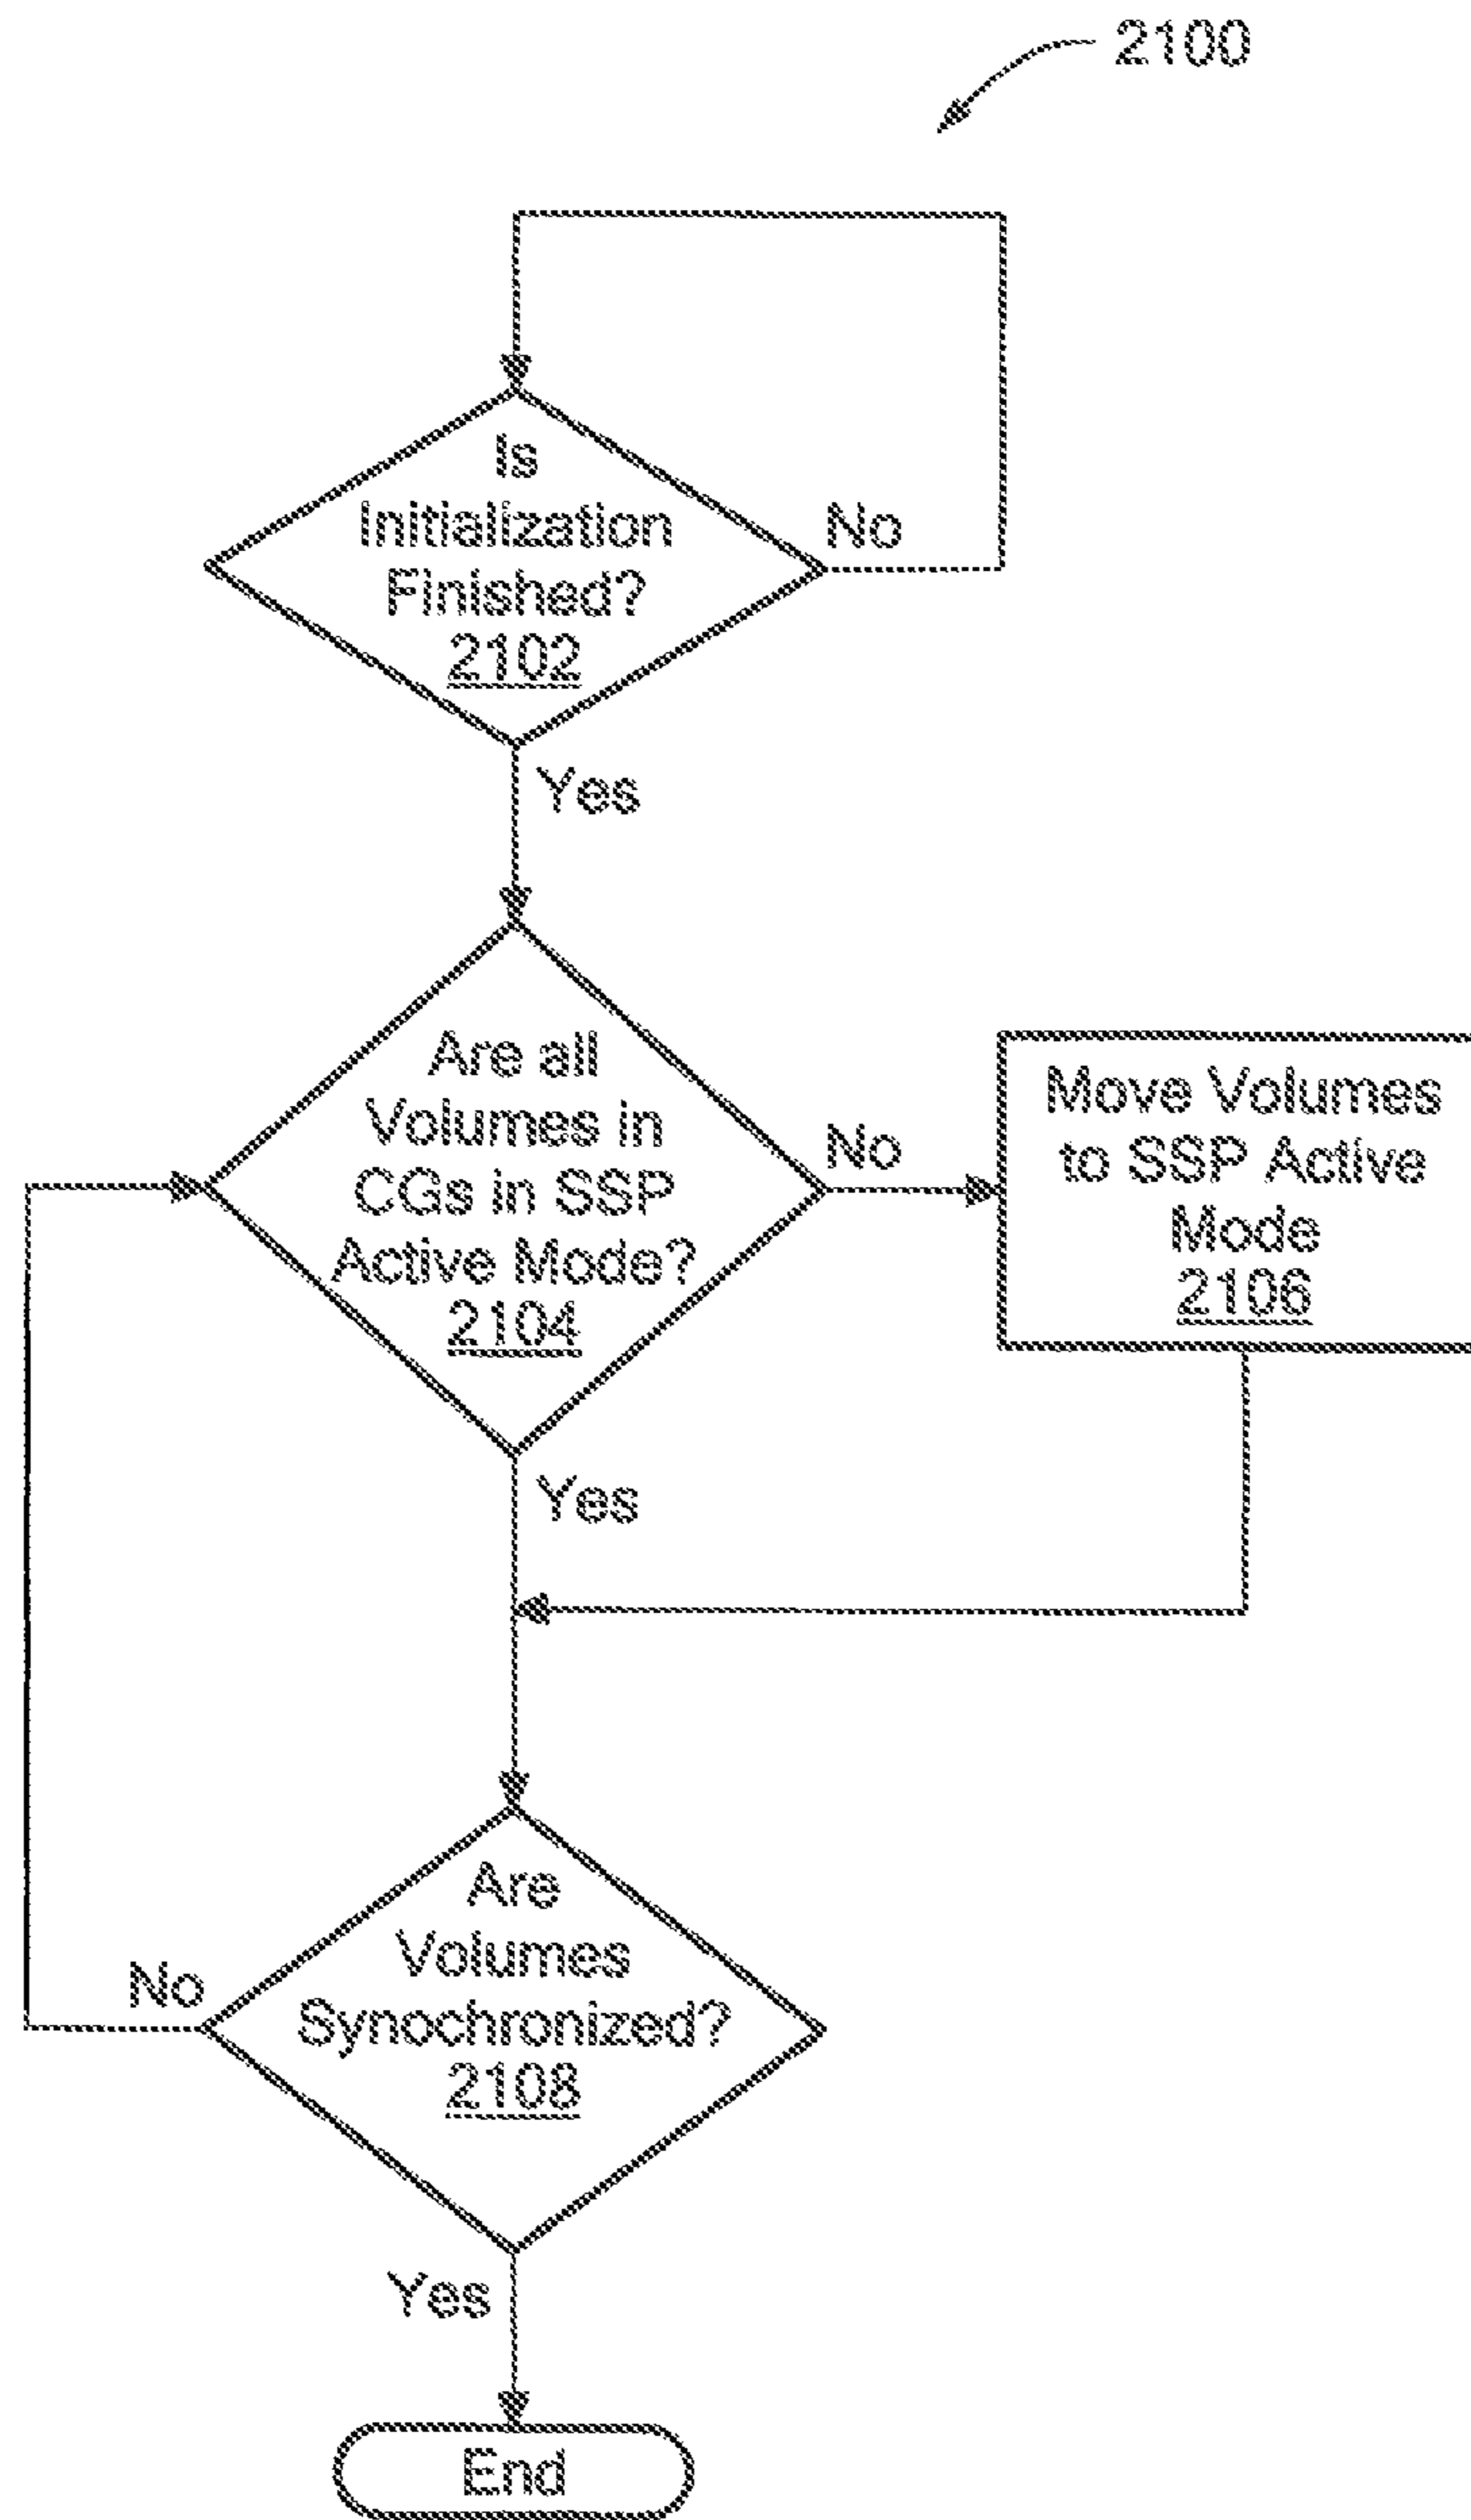 2100
Is
Initialization
Finished?
2102
No
Yes
Are all
Volumes in
CGs in SSP
Active Mode?
2104
No
Move Volumes
to SSP Active
Mode
2106
Yes
Are
Volumes
Synochronized?
2108
No
Yes
End